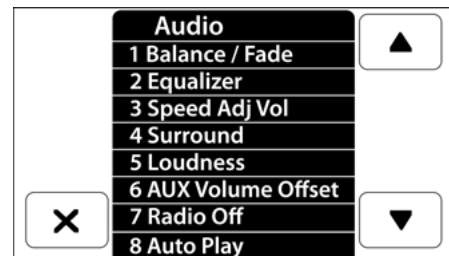 Audio
1 Balance / Fade
2 Equalizer
3 Speed Adj Vol
4 Surround
5 Loudness
6 AUX Volume Offset
7 Radio Off
8 Auto Play